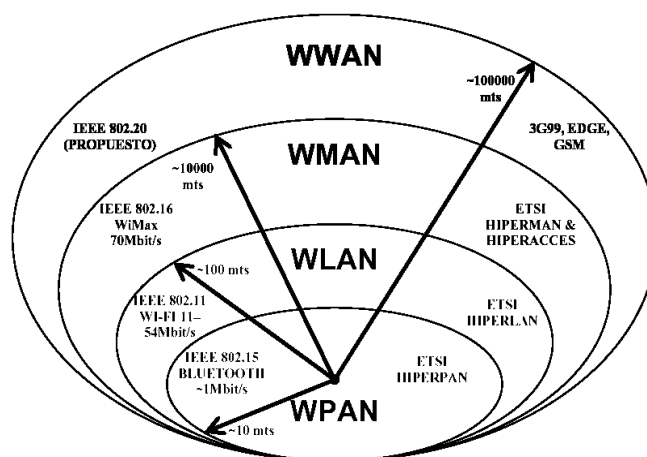 WWAN
~100000
mts
IEEE 802.20
(PROPUESTO)
3G99, EDGE,
GSM
WMAN
~10000
mts
IEEE 802.16
WiMax
70Mbit/s
ETSI
HIPERMAN &
HIPERACCES
WLAN
~100 mts
IEEE 802.11
WI-FI 11–
54Mbit/s
ETSI
HIPERLAN
IEEE 802.15
BLUETOOTH
~1Mbit/s
ETSI
HIPERPAN
WPAN
~10 mts